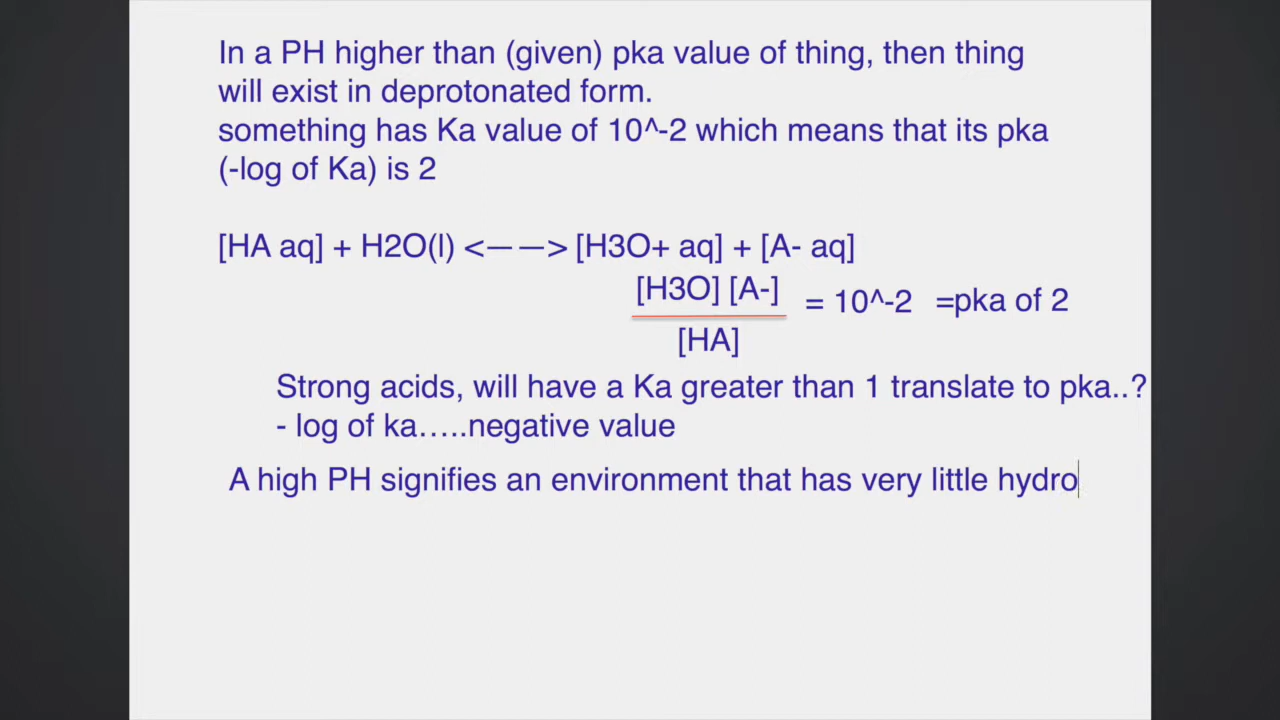 In a PH higher than (given) pka value of thing, then thing
will exist in deprotonated form.
something has Ka value of 10^-2 which means that its pka
(-log of Ka) is 2
[HA aq] + H2O(l) <——> [H3O+ aq] + [A- aq]
[H3O] [A-]
= 10^-2 =pka of 2
[HA]
Strong acids, will have a Ka greater than 1 translate to pka..?
- log of ka…..negative value
A high PH signifies an environment that has very little hydro